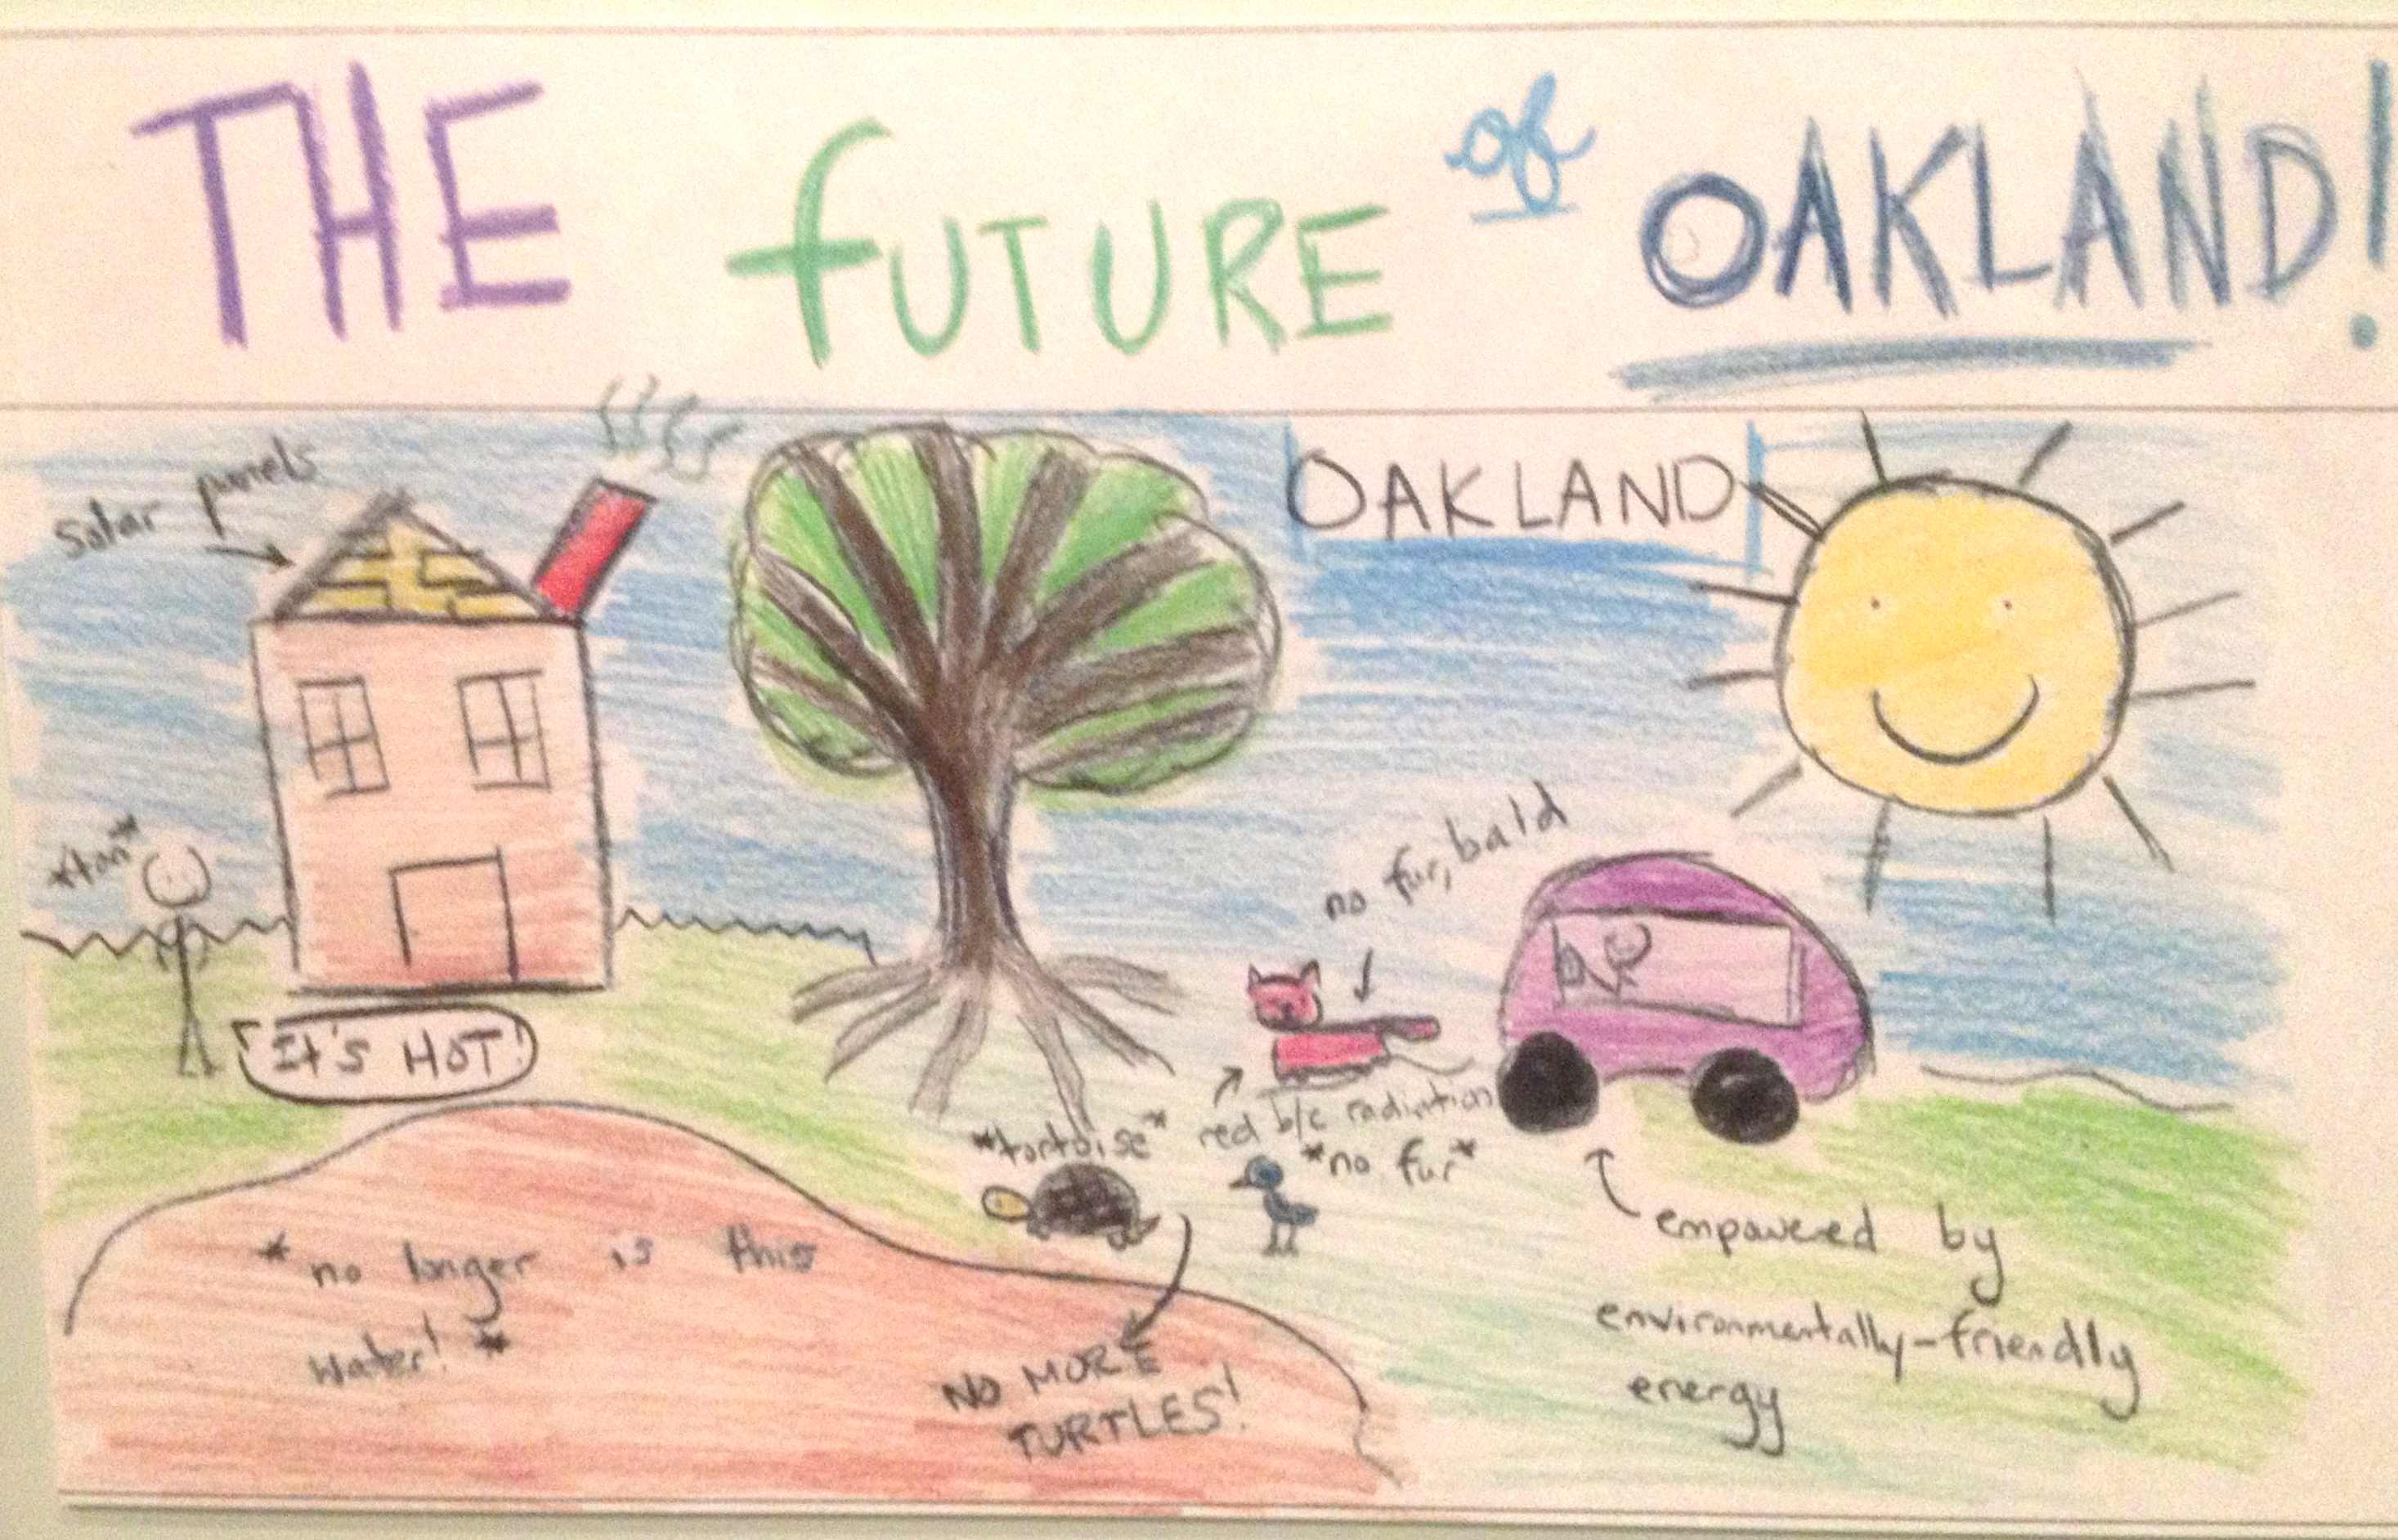 THE FUTURE of OAKLAND!
OAKLAND
solar panels
*tan*
IT'S HOT!
no fur, bald
red b/c radiation
*no fur*
*tortoise*
NO MORE
TURTLES!
* no longer is this
water! *
empowered by
environmentally-friendly
energy